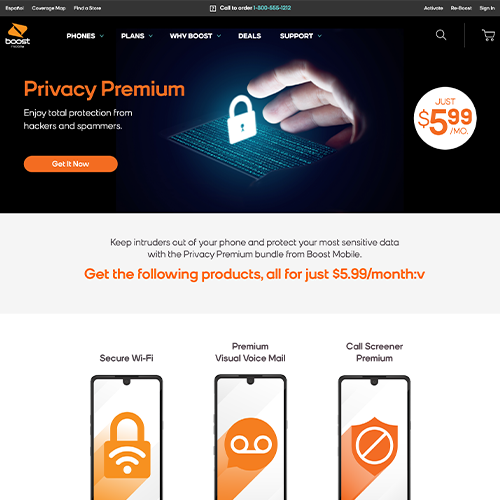 Español Coverage Map Find a Store
Call to order 1-800-555-1212
Activate Re-Boost Sign In
boost
mobile
PHONES PLANS WHY BOOST DEALS SUPPORT
Privacy Premium
Enjoy total protection from
hackers and spammers.
Get It Now
JUST
$5.99
/MO.
Keep intruders out of your phone and protect your most sensitive data
with the Privacy Premium bundle from Boost Mobile.
Get the following products, all for just $5.99/month:v
Secure Wi-Fi
Premium
Visual Voice Mail
Call Screener
Premium